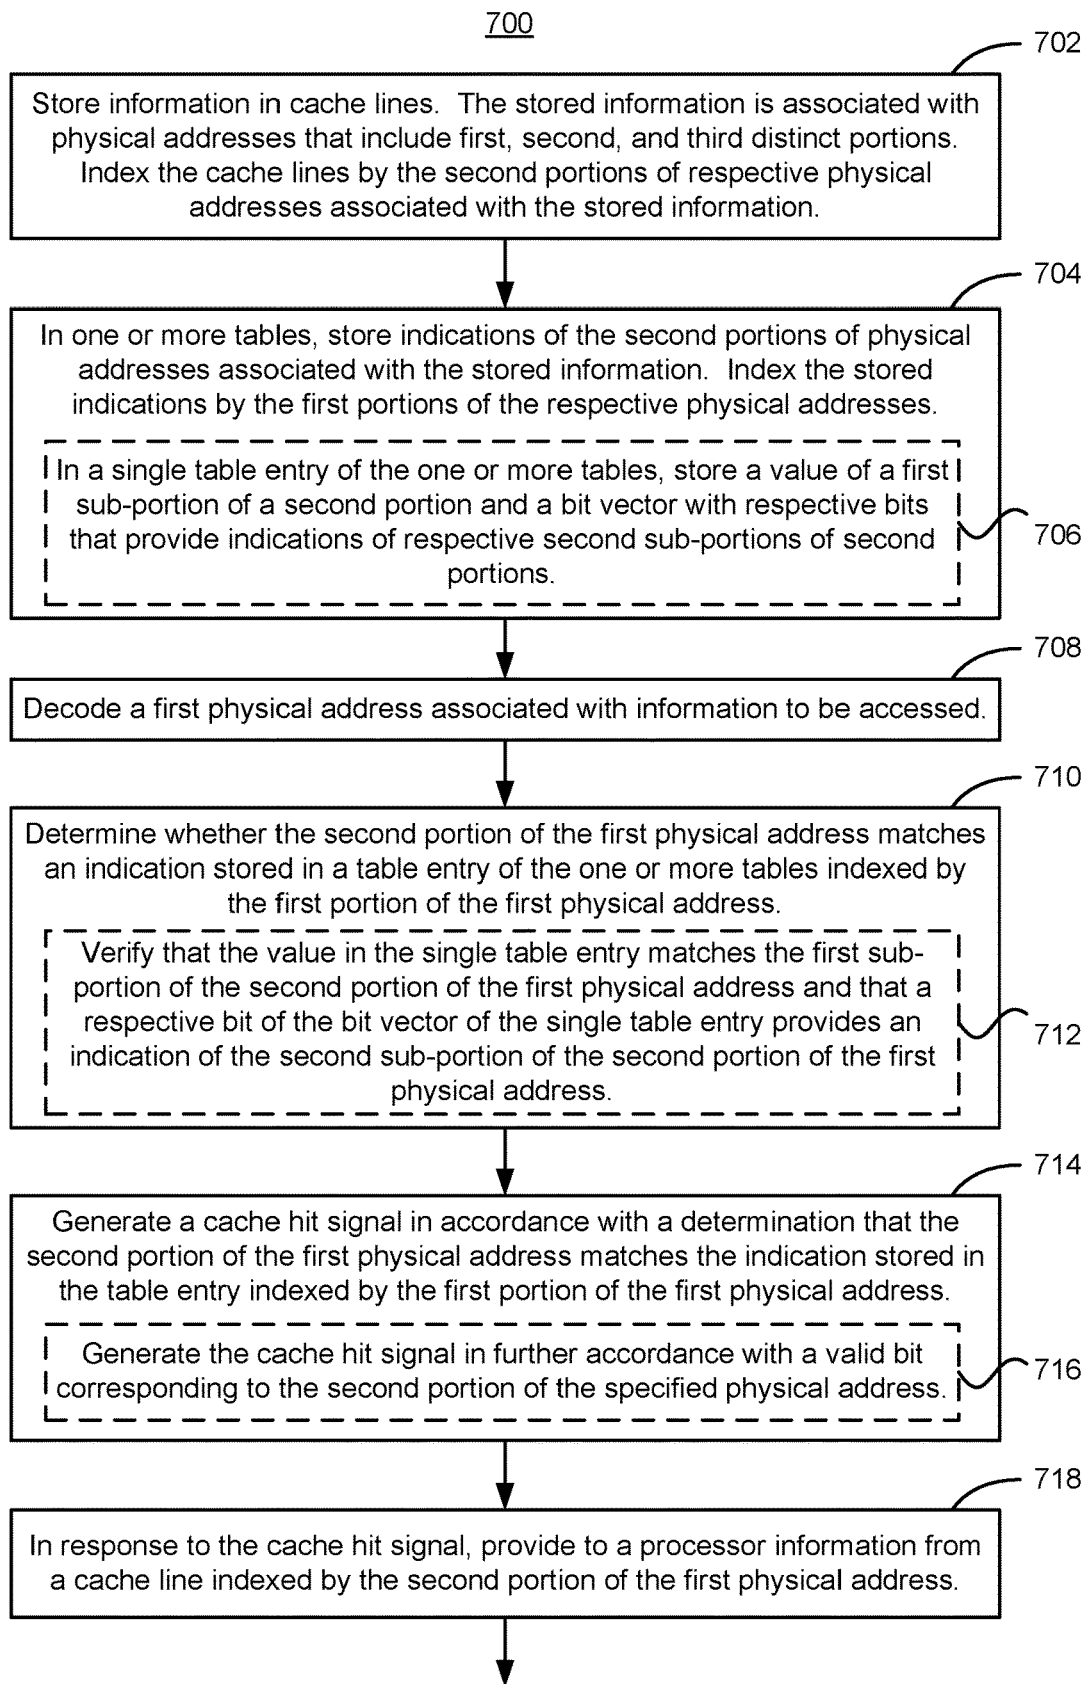 700
702
Store information in cache lines. The stored information is associated with
physical addresses that include first, second, and third distinct portions.
Index the cache lines by the second portions of respective physical
addresses associated with the stored information.
704
In one or more tables, store indications of the second portions of physical
addresses associated with the stored information. Index the stored
indications by the first portions of the respective physical addresses.
In a single table entry of the one or more tables, store a value of a first
sub-portion of a second portion and a bit vector with respective bits
that provide indications of respective second sub-portions of second
portions.
706
708
Decode a first physical address associated with information to be accessed.
710
Determine whether the second portion of the first physical address matches
an indication stored in a table entry of the one or more tables indexed by
the first portion of the first physical address.
Verify that the value in the single table entry matches the first sub-
portion of the second portion of the first physical address and that a
respective bit of the bit vector of the single table entry provides an
indication of the second sub-portion of the second portion of the first
physical address.
712
714
Generate a cache hit signal in accordance with a determination that the
second portion of the first physical address matches the indication stored in
the table entry indexed by the first portion of the first physical address.
Generate the cache hit signal in further accordance with a valid bit
corresponding to the second portion of the specified physical address.
716
718
In response to the cache hit signal, provide to a processor information from
a cache line indexed by the second portion of the first physical address.